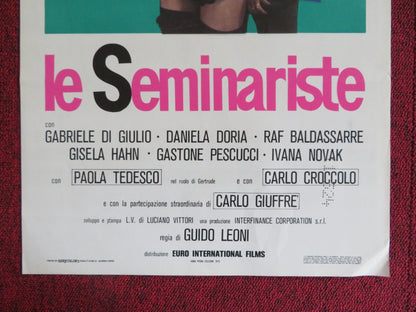 le Seminariste
con
GABRIELE DI GIULIO · DANIELA DORIA · RAF BALDASSARRE
GISELA HAHN · GASTONE PESCUCCI · IVANA NOVAK
con PAOLA TEDESCO nel ruolo di Gertrude e con CARLO CROCCOLO
e con la partecipazione straordinaria di CARLO GIUFFRE'
sviluppo e stampa L.V. di LUCIANO VITTORI una produzione INTERFINANCE CORPORATION s.r.l.
regia di GUIDO LEONI
distribuzione EURO INTERNATIONAL FILMS